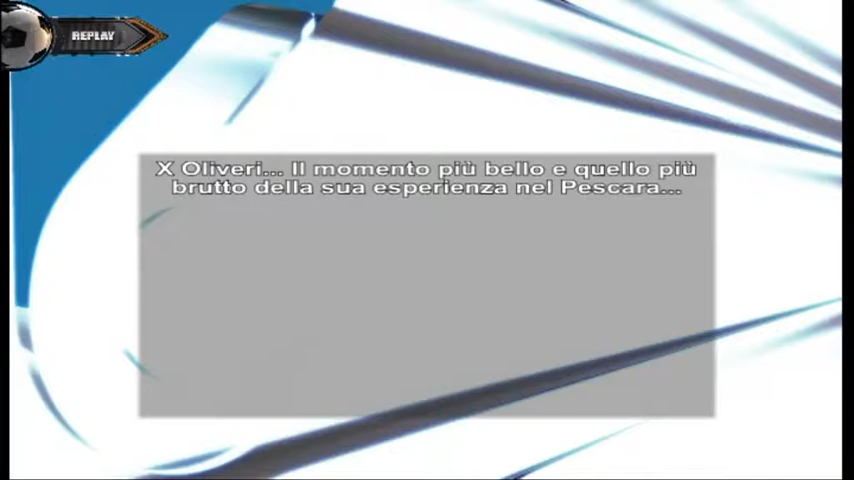 REPLAY
X Oliveri... Il momento più bello e quello più
brutto della sua esperienza nel Pescara...